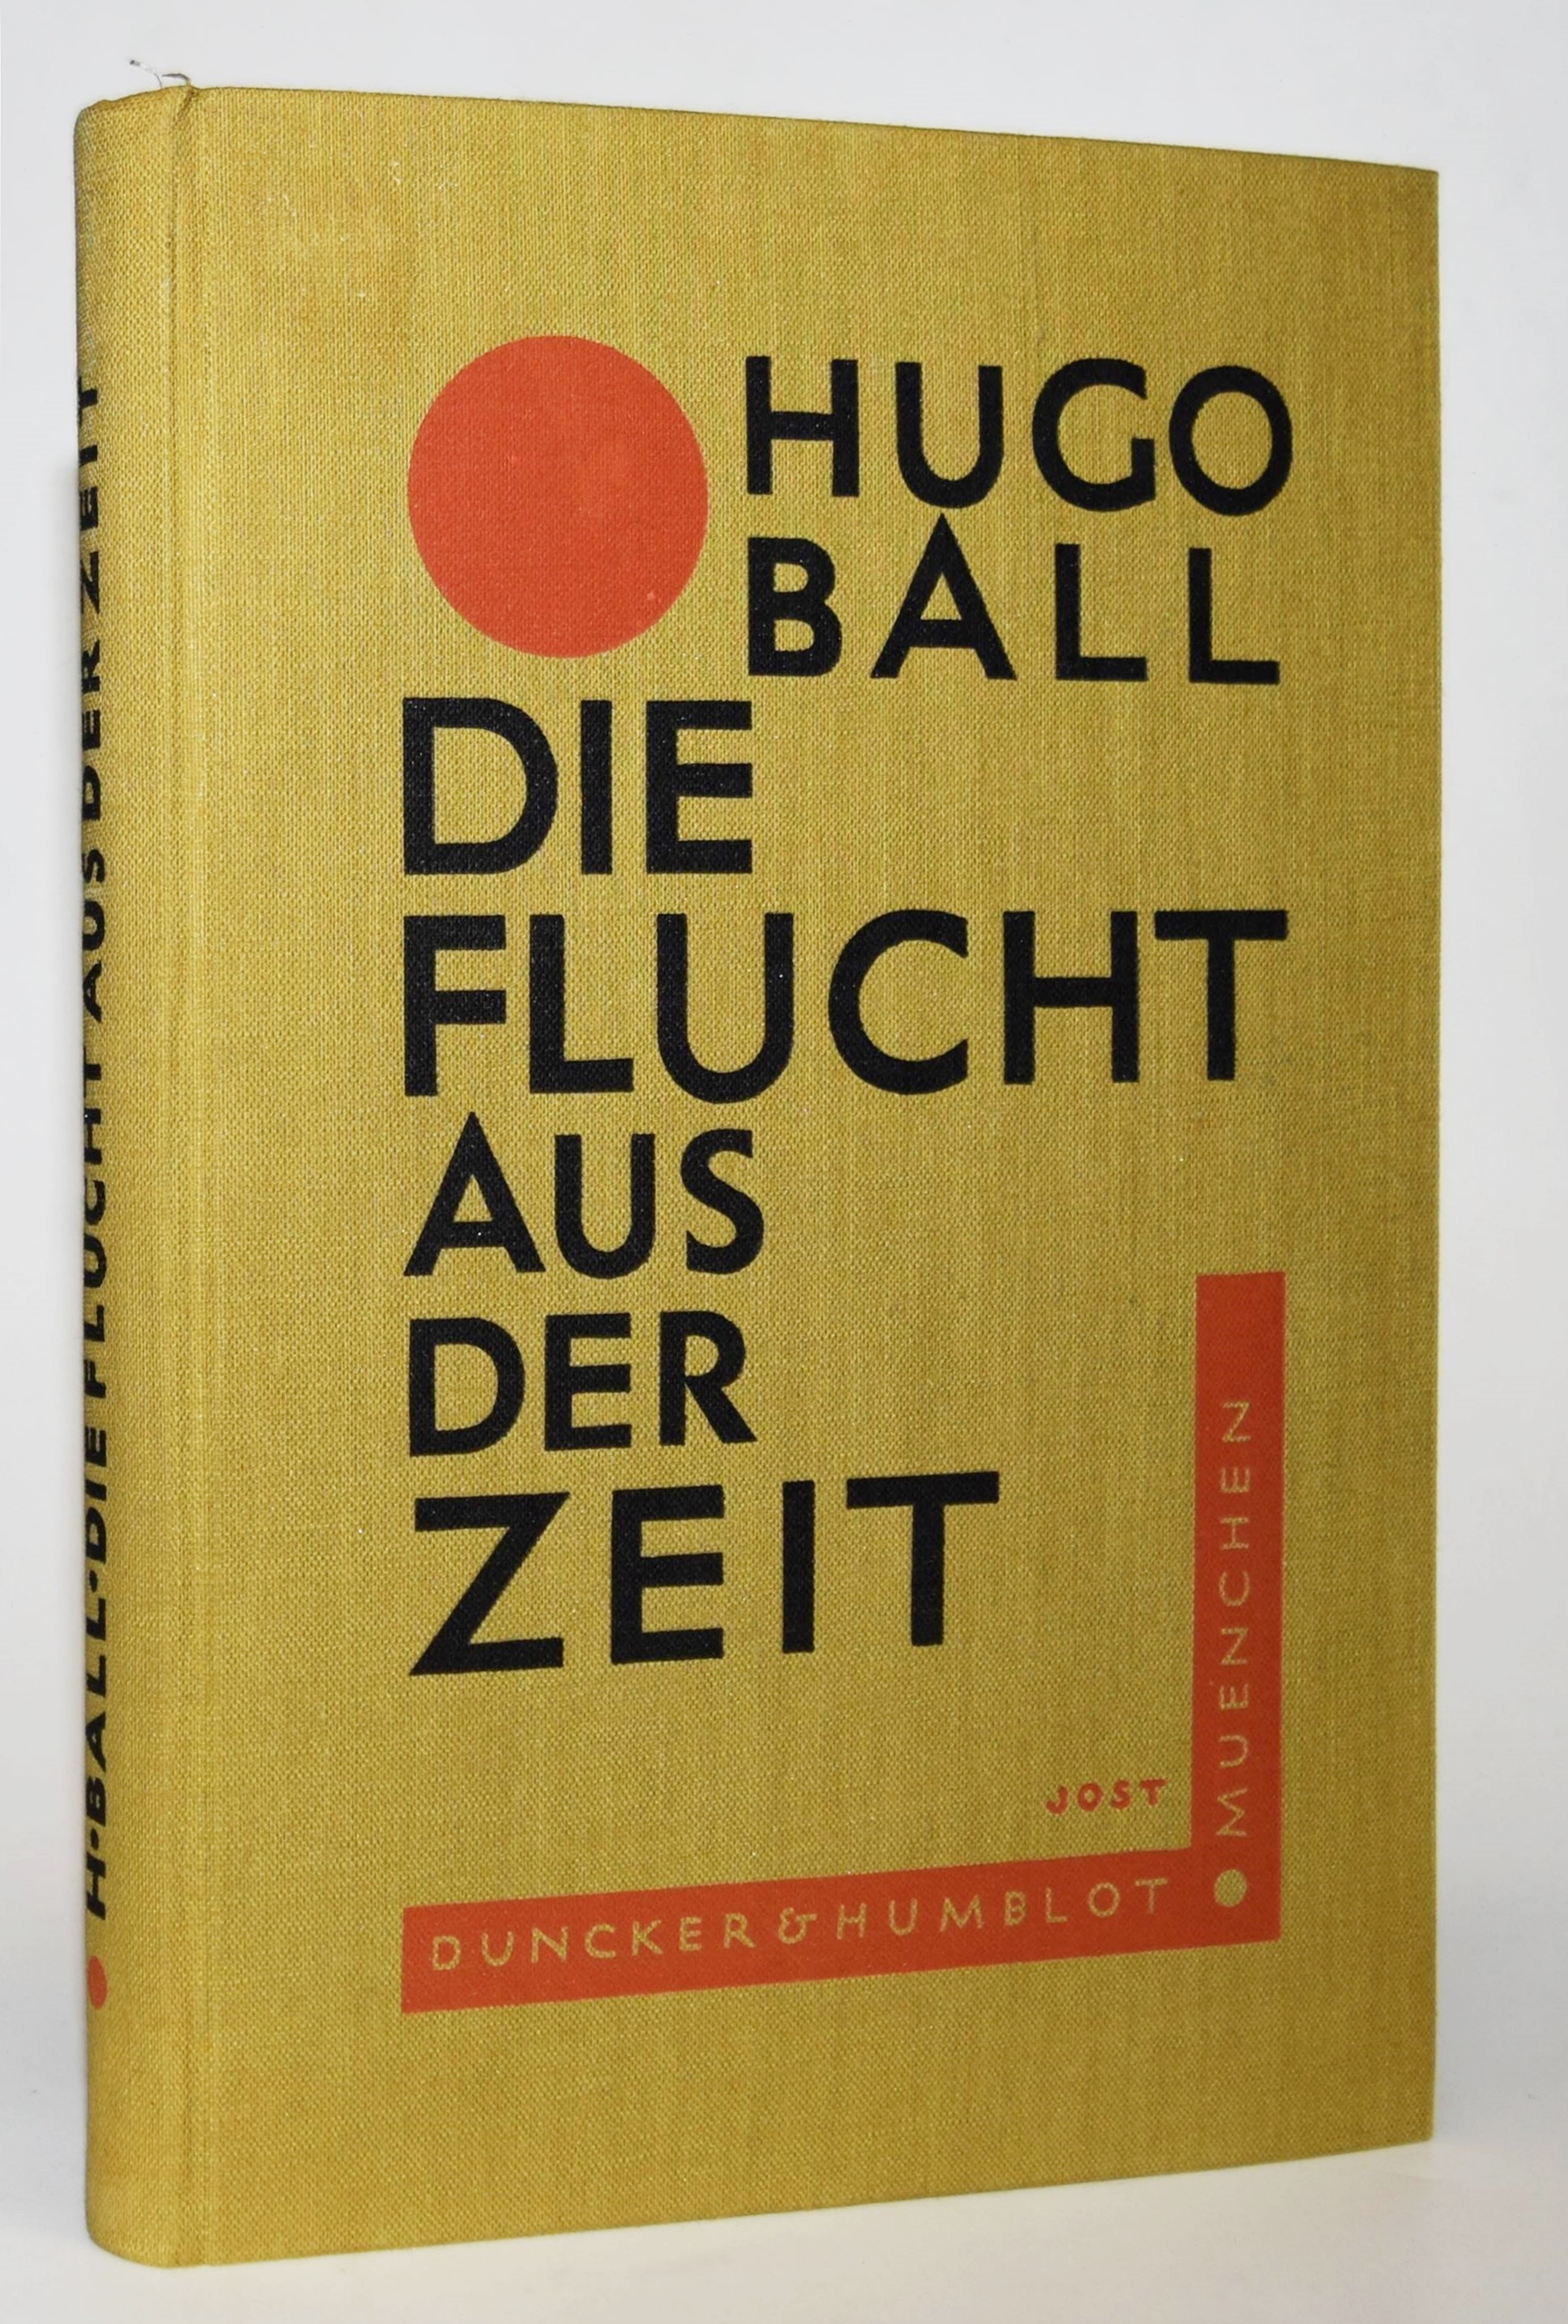 HUGO
BALL
DIE
FLUCHT
AUS
DER
ZEIT
JOST
DUNCKER & HUMBLOT
MUENCHEN
H·BALL·DIE FLUCHT AUS DER ZEIT